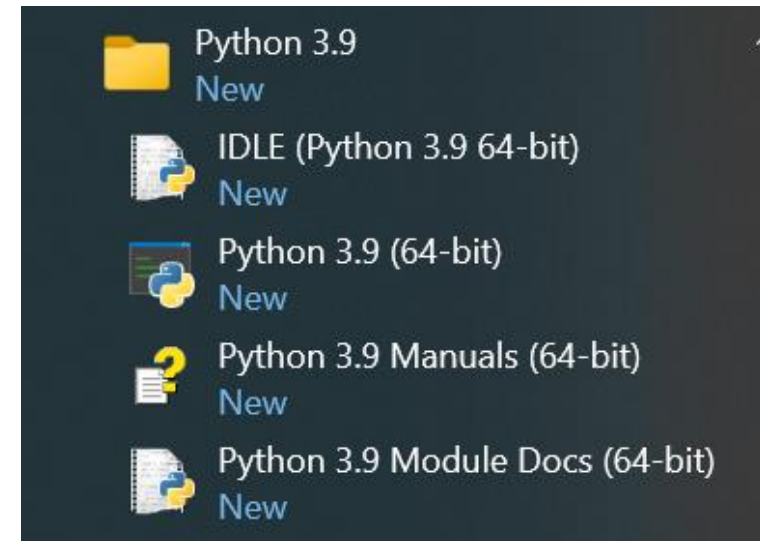 Python 3.9
New
IDLE (Python 3.9 64-bit)
New
Python 3.9 (64-bit)
New
Python 3.9 Manuals (64-bit)
New
Python 3.9 Module Docs (64-bit)
New